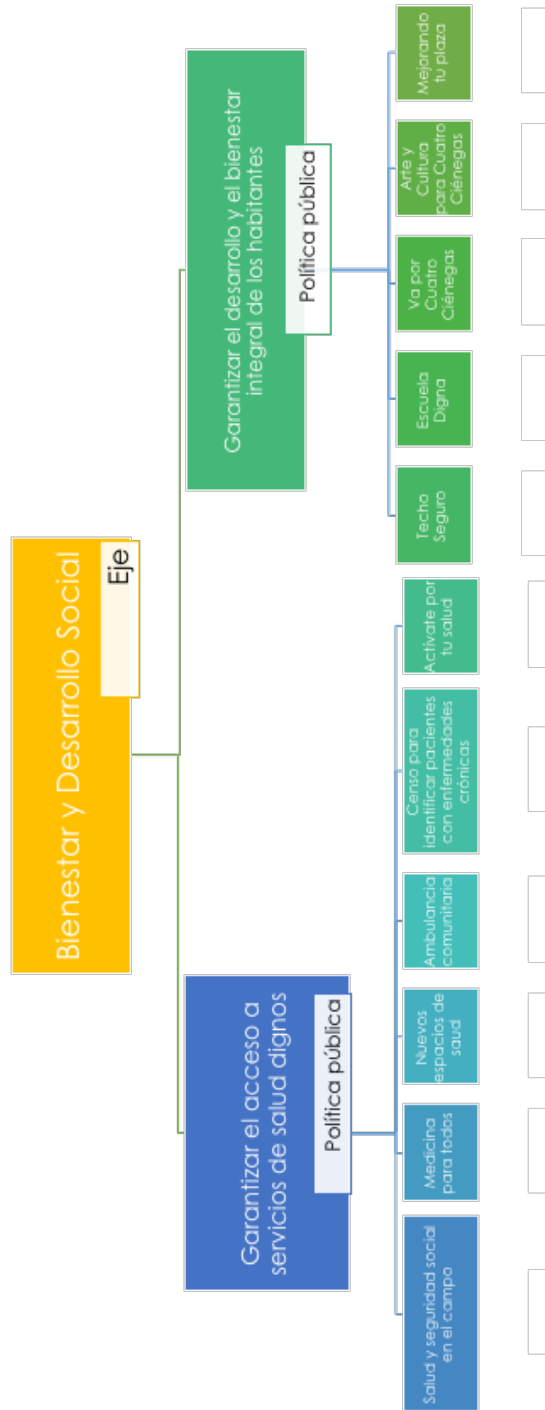 Bienestar y Desarrollo Social
Eje
Garantizar el acceso a
servicios de salud dignos
Política pública
Garantizar el desarrollo y el bienestar
integral de los habitantes
Política pública
Salud y seguridad social
en el campo
Medicina
para todos
Nuevos
espacios de
saud
Ambulancia
comunitaria
Censo para
identificar pacientes
con enfermedades
crónicas
Activate por
tu salud
Techo
Seguro
Escuela
Digna
Va por
Cuatro
Ciénegas
Arte y
Cultura
para Cuatro
Ciénegas
Mejorando
tu plaza